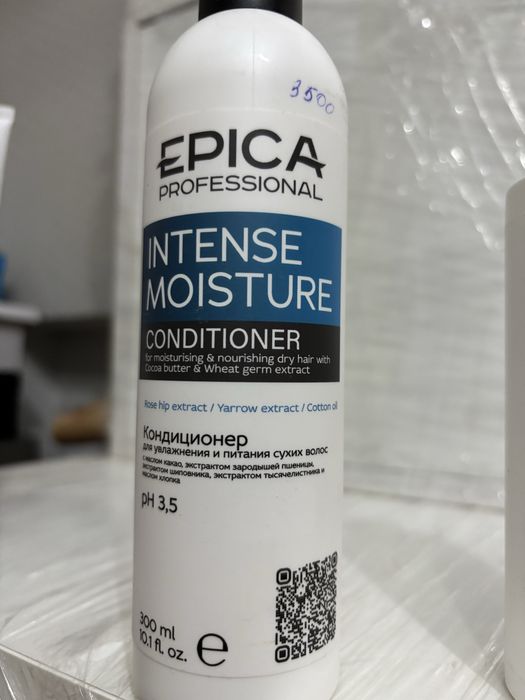 3500
EPICA
PROFESSIONAL
INTENSE
MOISTURE
CONDITIONER
for moisturising & nourishing dry hair with
Cocoa butter & Wheat germ extract
Rose hip extract / Yarrow extract / Cotton oil
Кондиционер
для увлажнения и питания сухих волос
с маслом какао, экстрактом зародышей пшеницы,
экстрактом шиповника, экстрактом тысячелистника и
маслом хлопка
pH 3,5
300 ml
10.1 fl. oz. e